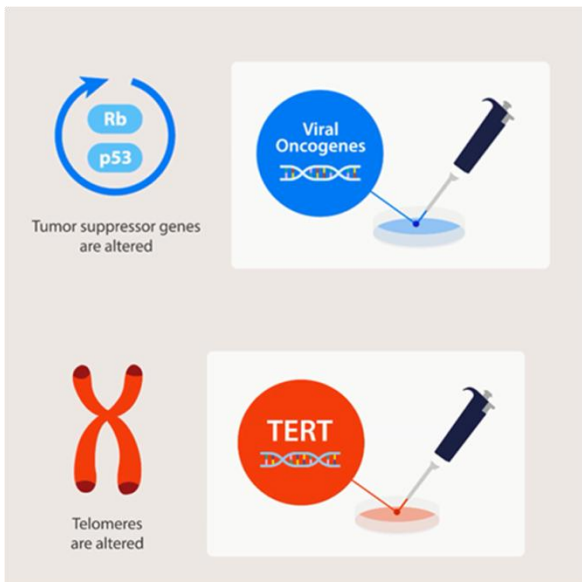 Rb
p53
Tumor suppressor genes
are altered
Viral
Oncogenes
TERT
Telomeres
are altered